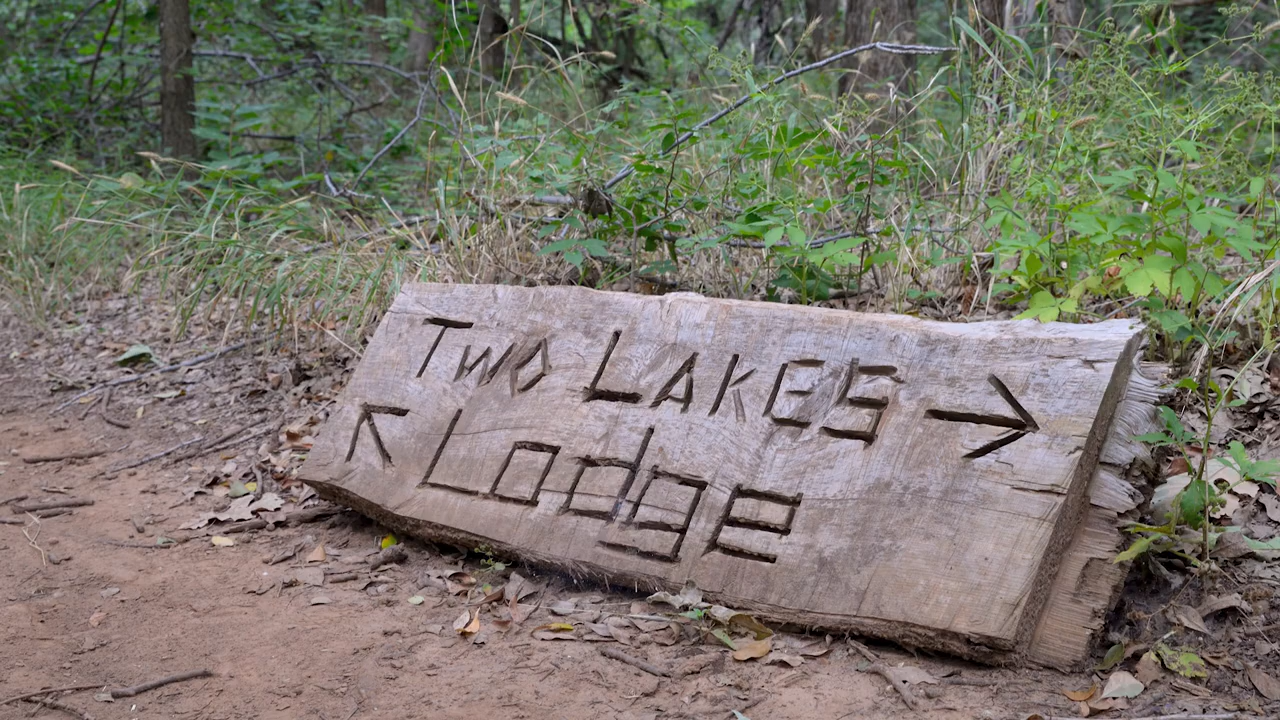 Two LAKES →
↖ Lodge